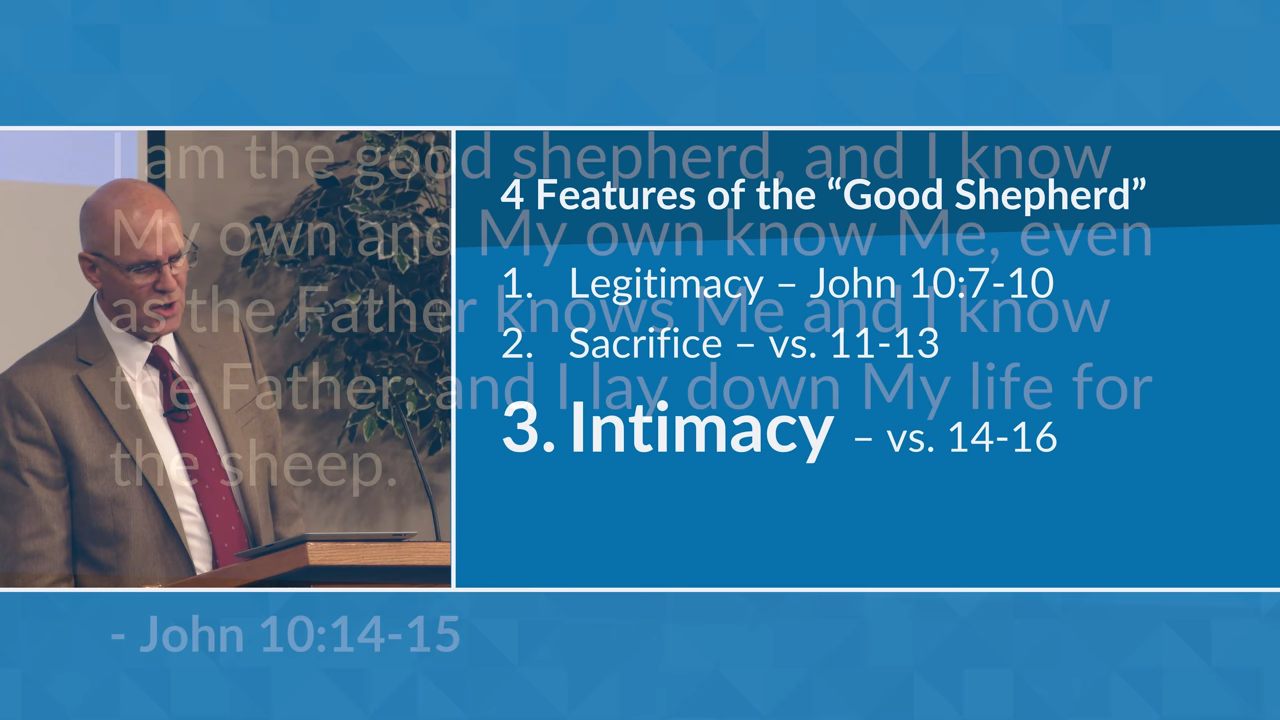 4 Features of the “Good Shepherd”
1. Legitimacy – John 10:7-10
2. Sacrifice – vs. 11-13
3. Intimacy – vs. 14-16
I am the good shepherd, and I know
My own and My own know Me, even
as the Father knows Me and I know
the Father; and I lay down My life for
the sheep.
- John 10:14-15